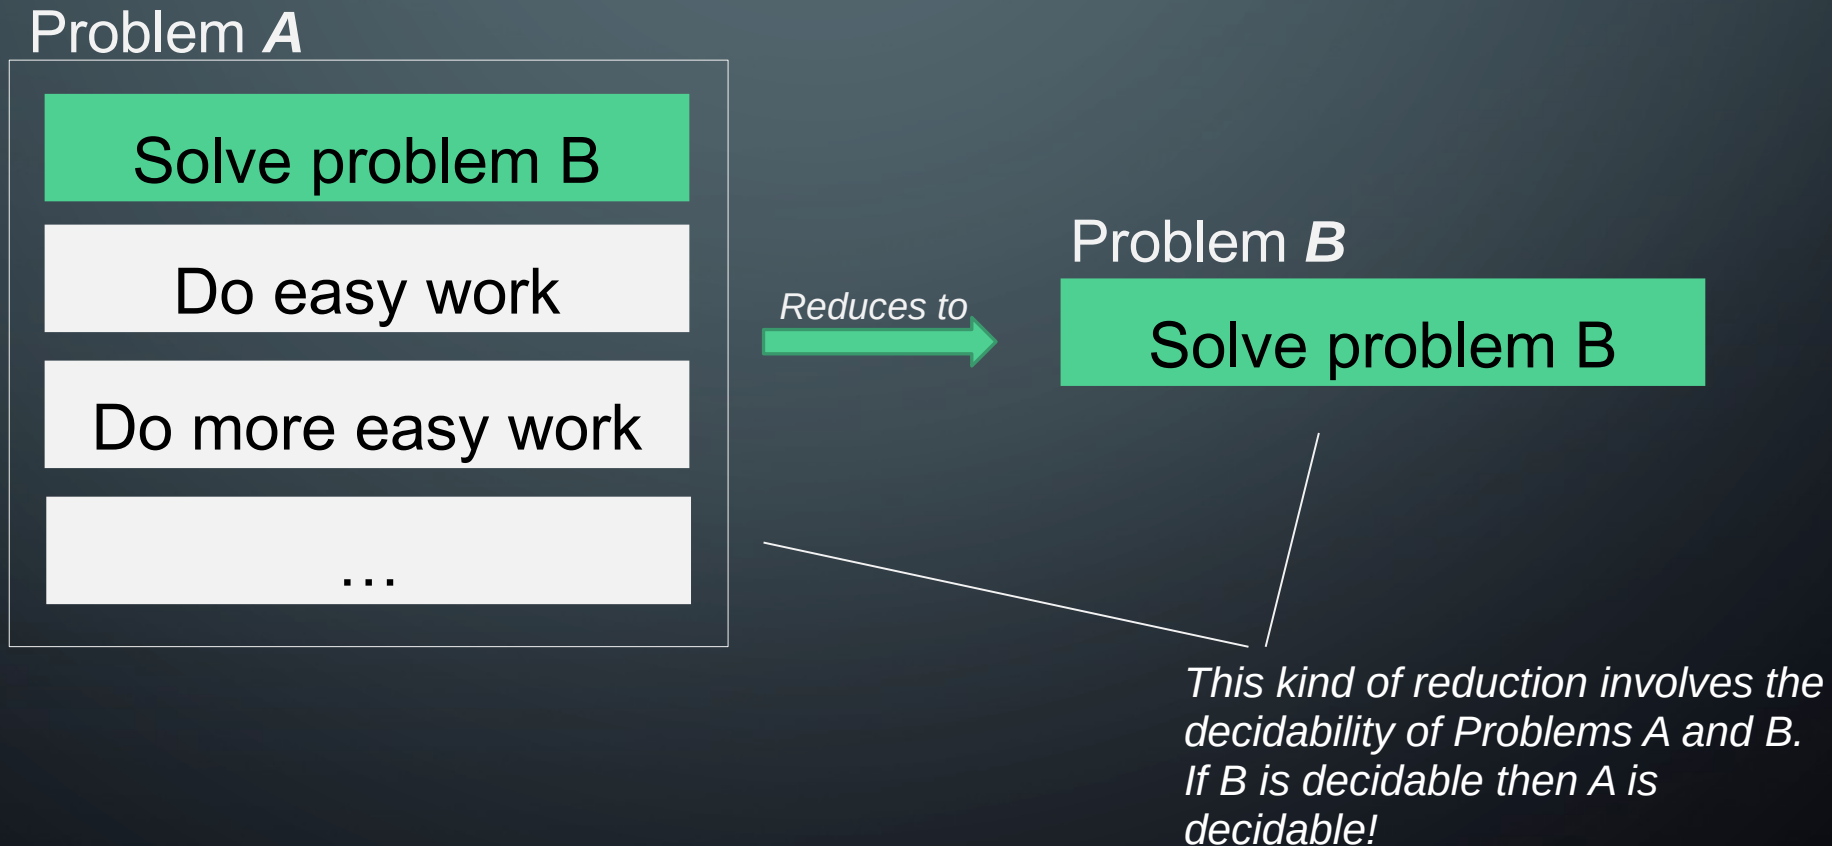 Problem A
Solve problem B
Do easy work
Do more easy work
…
Reduces to
Problem B
Solve problem B
This kind of reduction involves the
decidability of Problems A and B.
If B is decidable then A is
decidable!